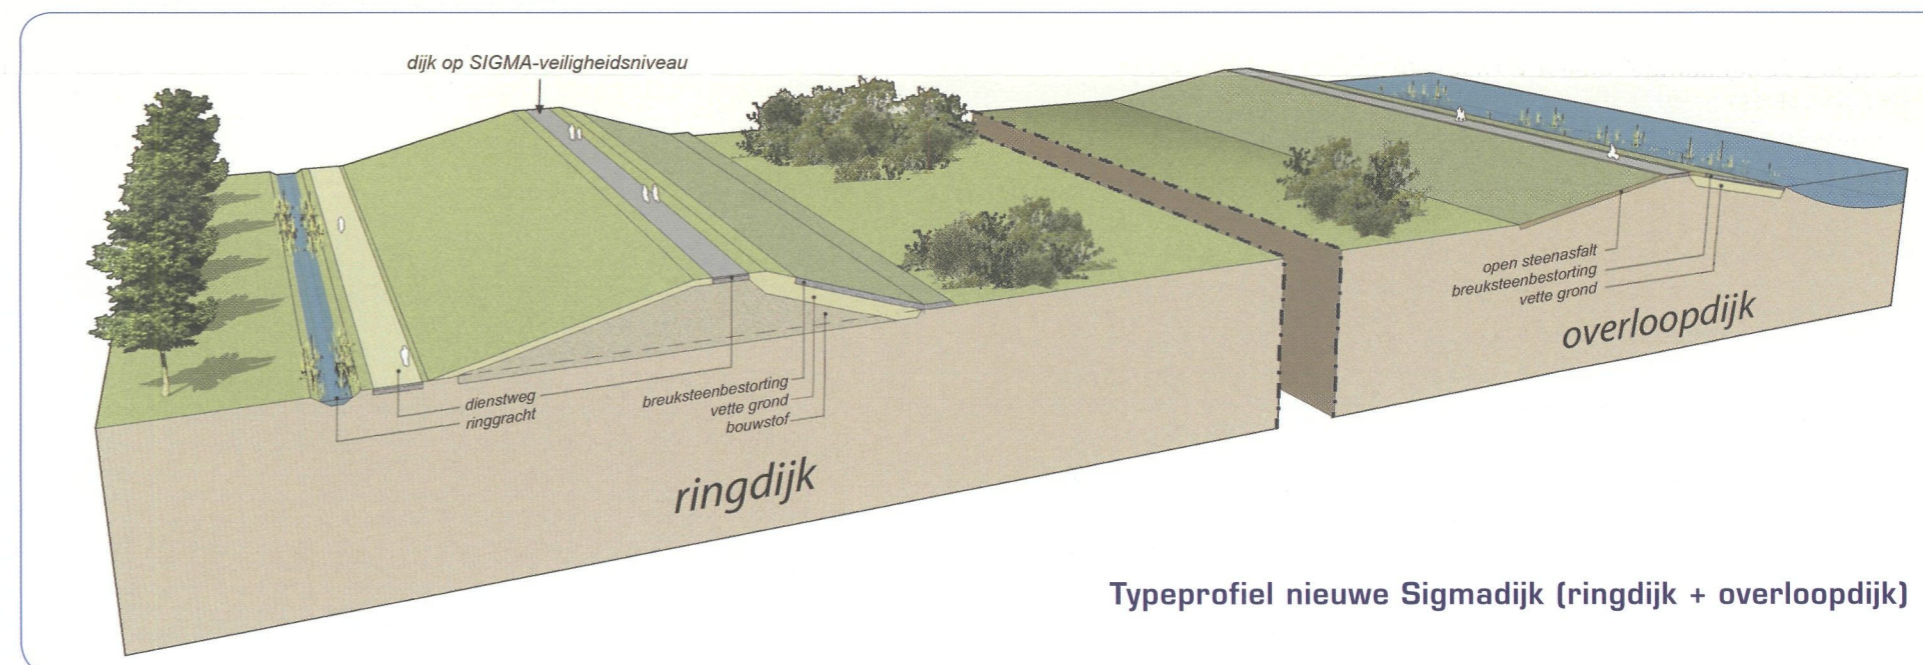 dijk op SIGMA-veiligheidsniveau
open steenasfalt
breuksteenbestorting
vette grond
overloopdijk
dienstweg
ringgracht
breuksteenbestorting
vette grond
bouwstof
ringdijk
Typeprofiel nieuwe Sigmadijk (ringdijk + overloopdijk)